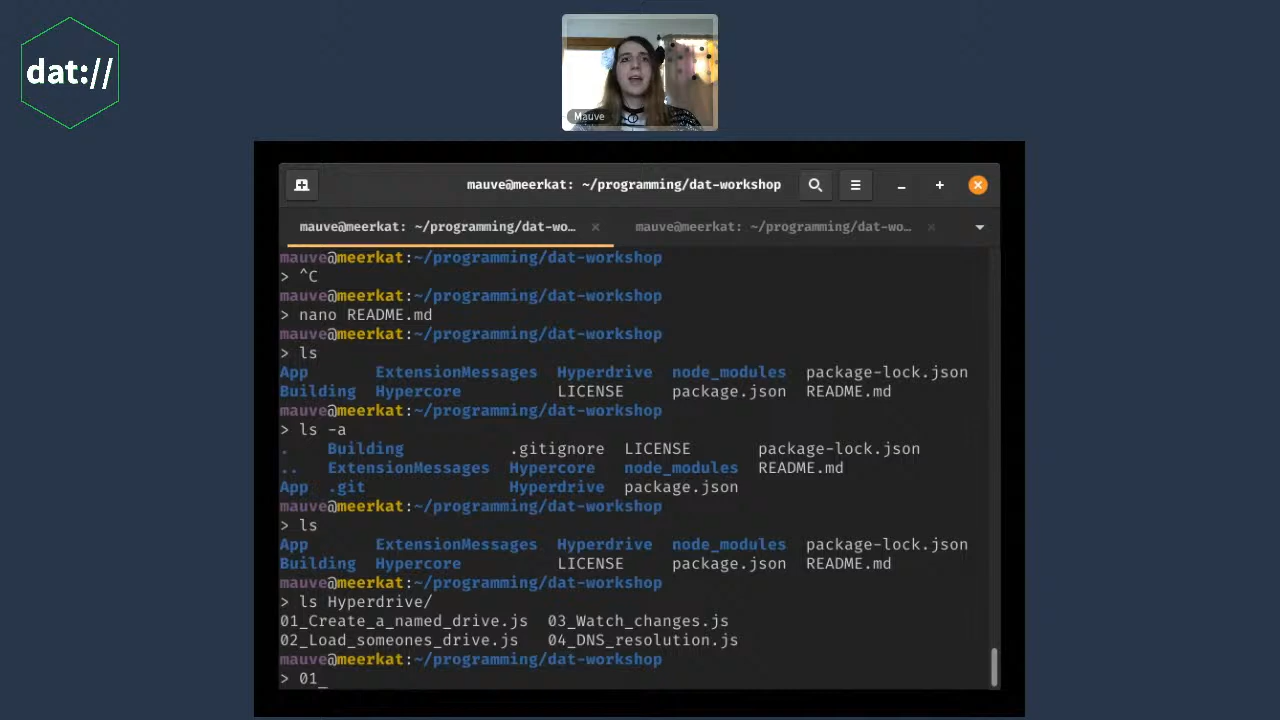 dat://
Mauve
mauve@meerkat: ~/programming/dat-workshop
mauve@meerkat: ~/programming/dat-wo… mauve@meerkat: ~/programming/dat-wo…
mauve@meerkat:~/programming/dat-workshop
> ^C
mauve@meerkat:~/programming/dat-workshop
> nano README.md
mauve@meerkat:~/programming/dat-workshop
> ls
App ExtensionMessages Hyperdrive node_modules package-lock.json
Building Hypercore LICENSE package.json README.md
mauve@meerkat:~/programming/dat-workshop
> ls -a
. Building .gitignore LICENSE package-lock.json
.. ExtensionMessages Hypercore node_modules README.md
App .git Hyperdrive package.json
mauve@meerkat:~/programming/dat-workshop
> ls
App ExtensionMessages Hyperdrive node_modules package-lock.json
Building Hypercore LICENSE package.json README.md
mauve@meerkat:~/programming/dat-workshop
> ls Hyperdrive/
01_Create_a_named_drive.js 03_Watch_changes.js
02_Load_someones_drive.js 04_DNS_resolution.js
mauve@meerkat:~/programming/dat-workshop
> 01_